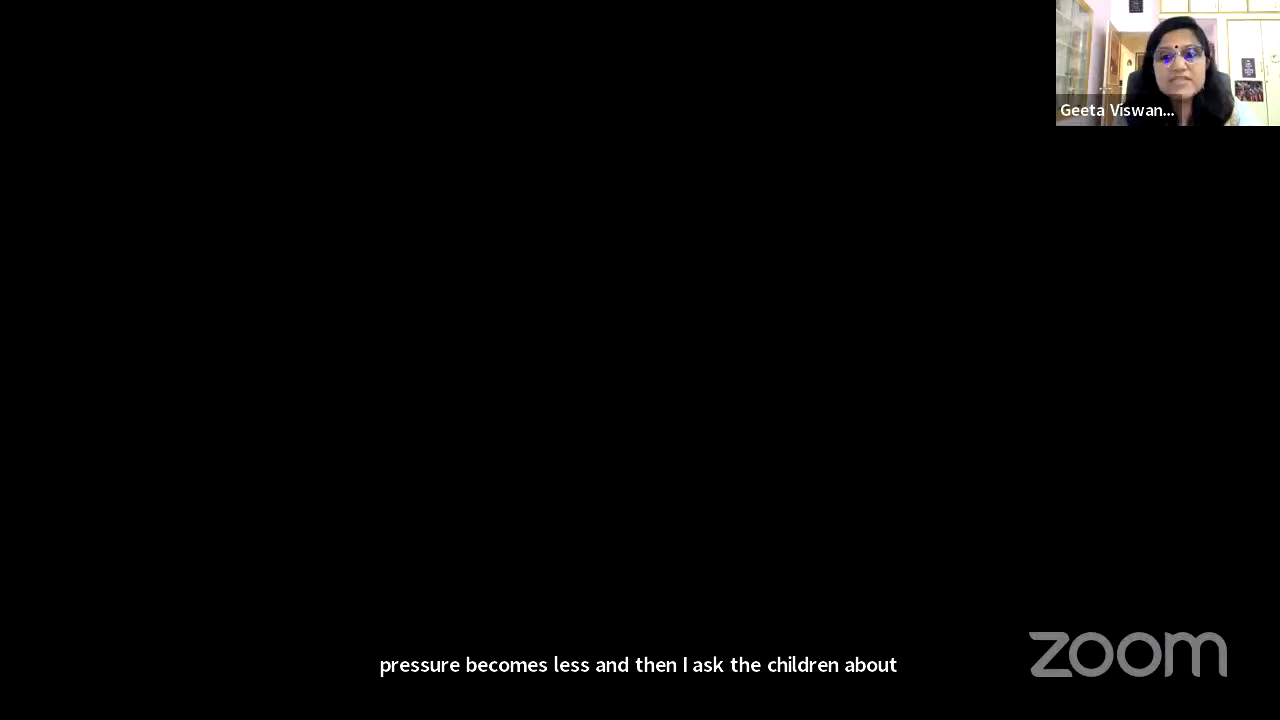 Geeta Viswan...
pressure becomes less and then I ask the children about
zoom